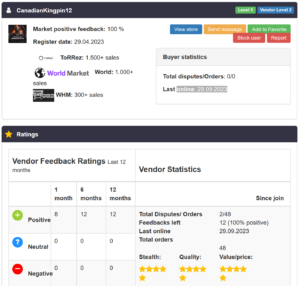 CanadianKingpin12
Level 1 Vendor Level 2
Market positive feedback: 100 %
Register date: 29.04.2023
View store Send message Add to Favorite
Block user Report
ToRRez: 1.500+ sales
World Market World: 1.000+
sales
WHM: 300+ sales
Buyer statistics
Total disputes/Orders: 0/0
Last online: 29.09.2023
Ratings
Vendor Feedback Ratings Last 12
months
Vendor Statistics
1
month
6
months
12
months
Since join
Positive 8 12 12
Neutral 0 0 0
Negative 0 0 0
Total Disputes/ Orders 2/48
Feedbacks left 12 (100% positive)
Last online 29.09.2023
Total orders
48
Stealth: Quality: Value/price: